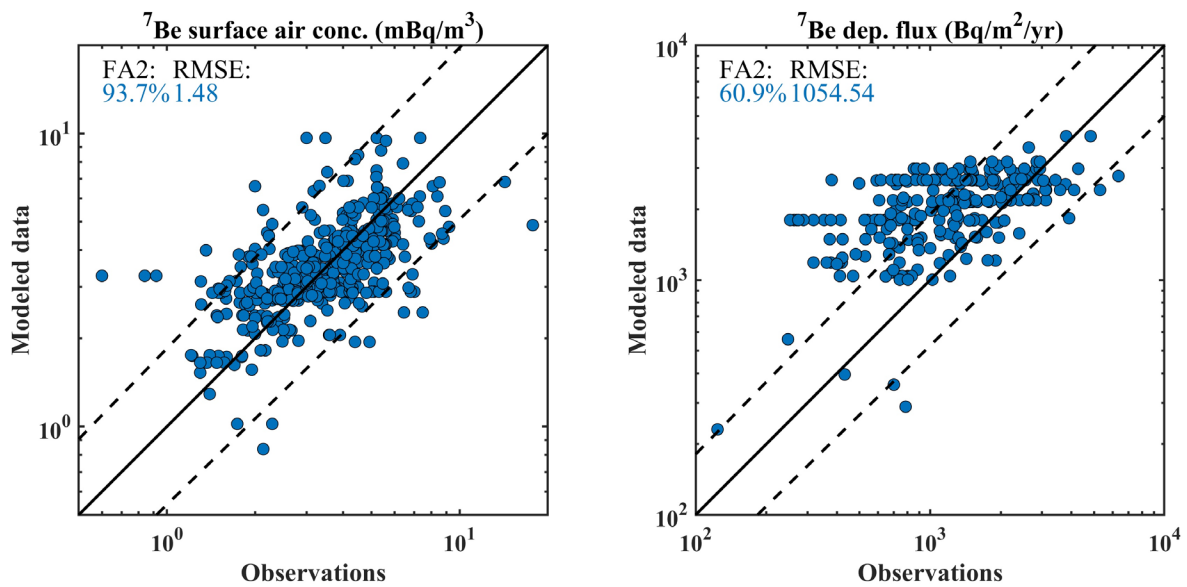 ⁷Be surface air conc. (mBq/m³)
FA2: RMSE:
93.7% 1.48
10¹
10⁰
Modeled data
10⁰ 10¹
Observations
⁷Be dep. flux (Bq/m²/yr)
FA2: RMSE:
60.9% 1054.54
10⁴
10³
10²
Modeled data
10² 10³ 10⁴
Observations